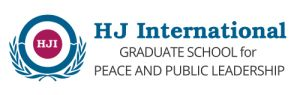 HJI
HJ International
GRADUATE SCHOOL for
PEACE AND PUBLIC LEADERSHIP